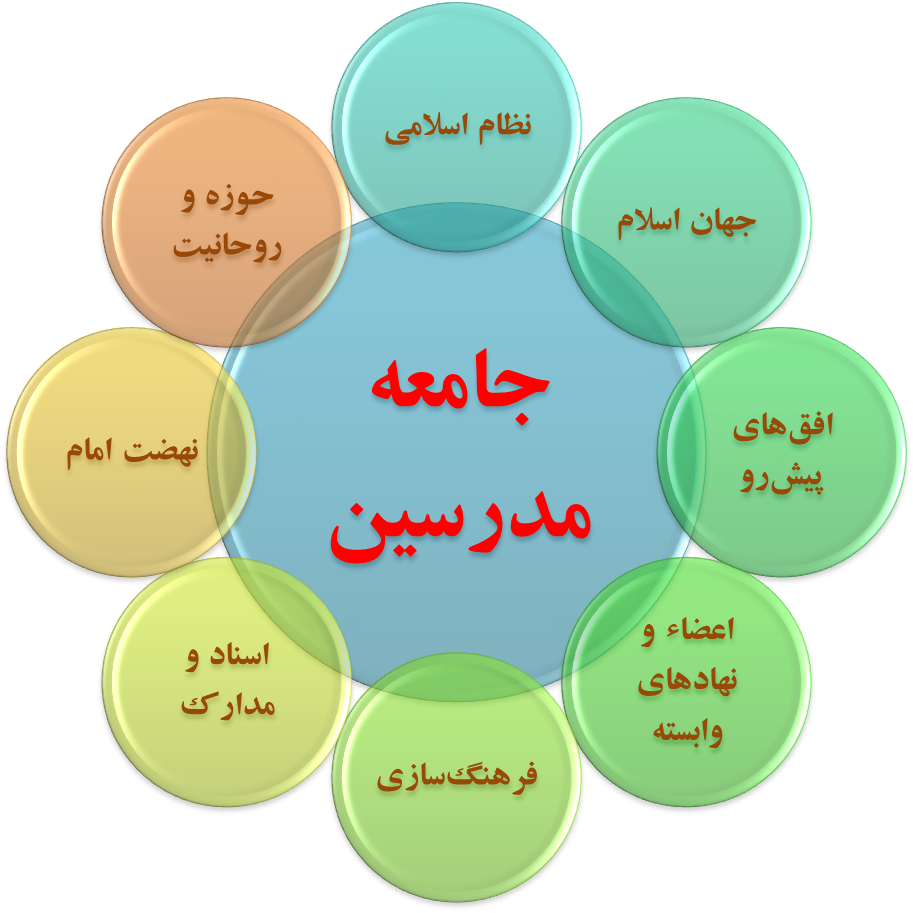 نظام اسلامی
جهان اسلام
حوزه و
روحانیت
جامعه
مدرسین
افق‌های
پیش‌رو
نهضت امام
اعضاء و
نهادهای
وابسته
اسناد و
مدارک
فرهنگ‌سازی